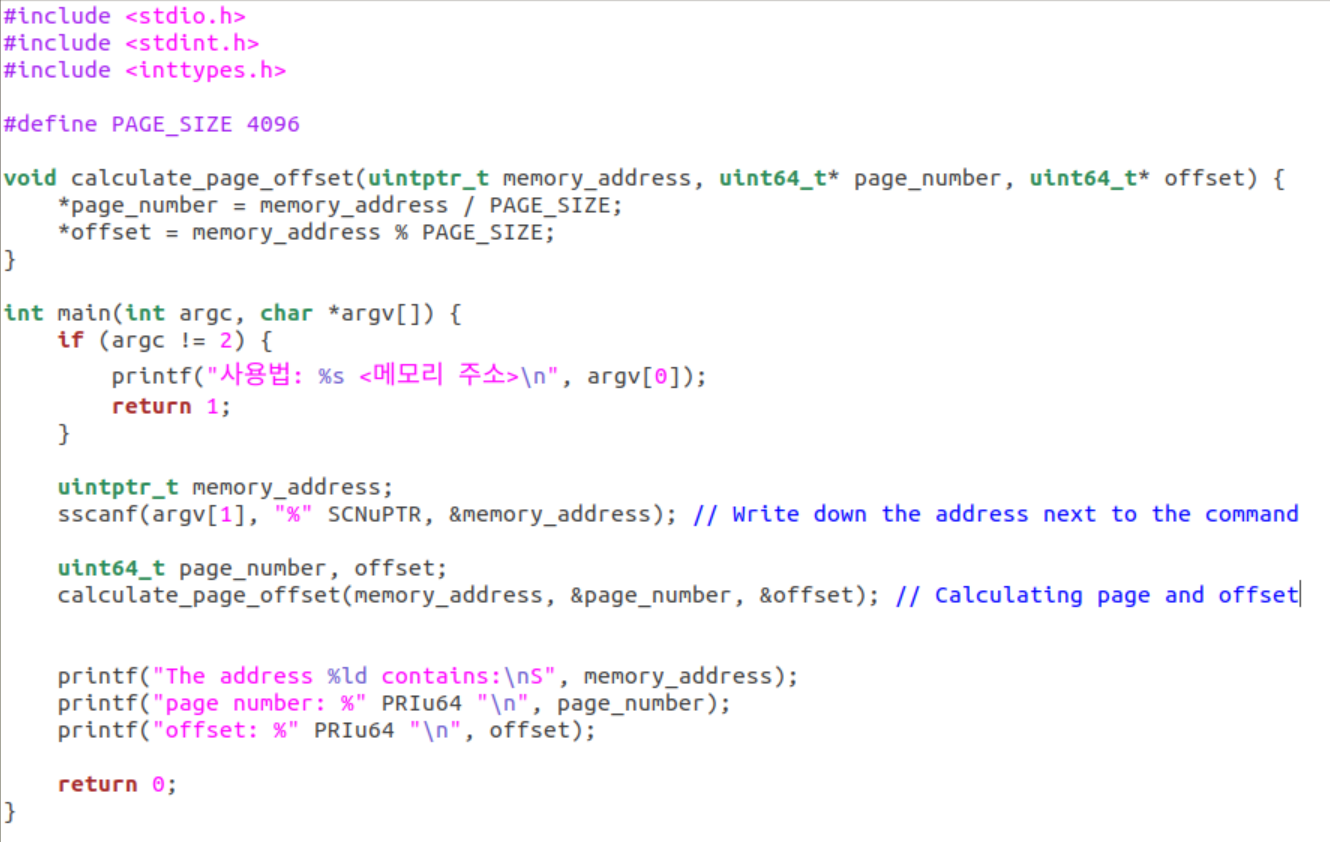 #include <stdio.h>
#include <stdint.h>
#include <inttypes.h>

#define PAGE_SIZE 4096

void calculate_page_offset(uintptr_t memory_address, uint64_t* page_number, uint64_t* offset) {
    *page_number = memory_address / PAGE_SIZE;
    *offset = memory_address % PAGE_SIZE;
}

int main(int argc, char *argv[]) {
    if (argc != 2) {
        printf("사용법: %s <메모리 주소>\n", argv[0]);
        return 1;
    }

    uintptr_t memory_address;
    sscanf(argv[1], "%" SCNuPTR, &memory_address); // Write down the address next to the command

    uint64_t page_number, offset;
    calculate_page_offset(memory_address, &page_number, &offset); // Calculating page and offset

    printf("The address %ld contains:\nS", memory_address);
    printf("page number: %" PRIu64 "\n", page_number);
    printf("offset: %" PRIu64 "\n", offset);

    return 0;
}